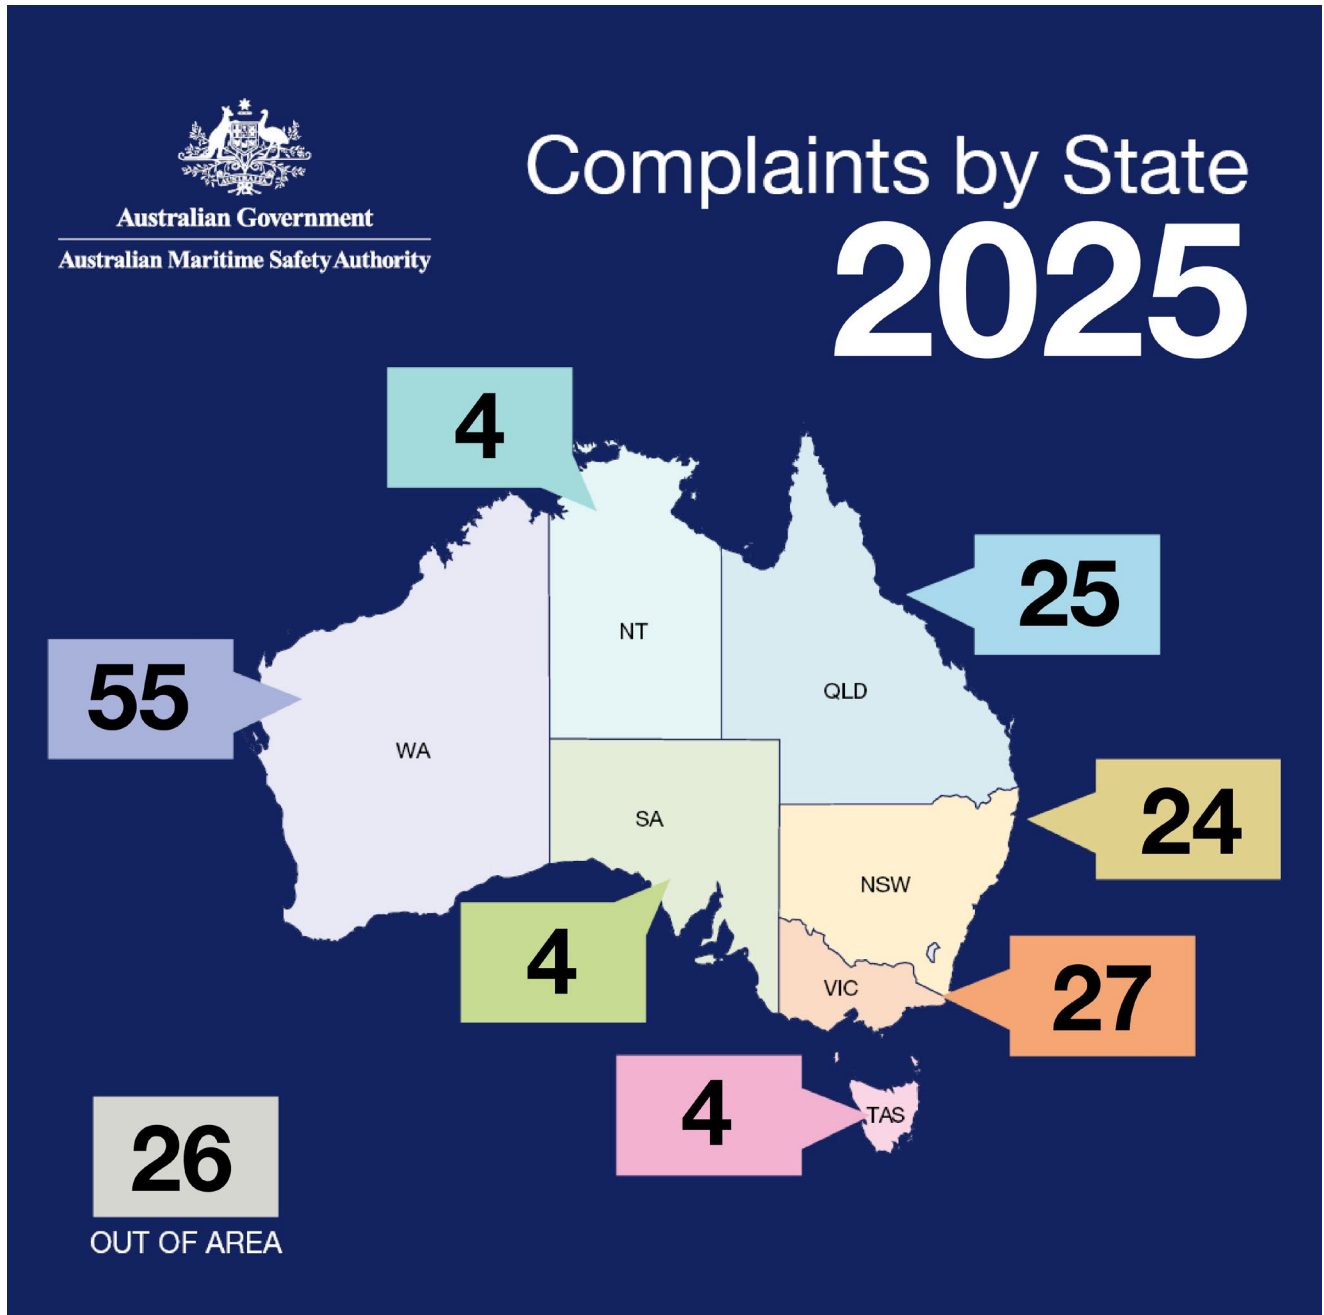 Australian Government
Australian Maritime Safety Authority
Complaints by State
2025
4
25
NT
55
QLD
WA
24
SA
NSW
4
27
VIC
4
TAS
26
OUT OF AREA